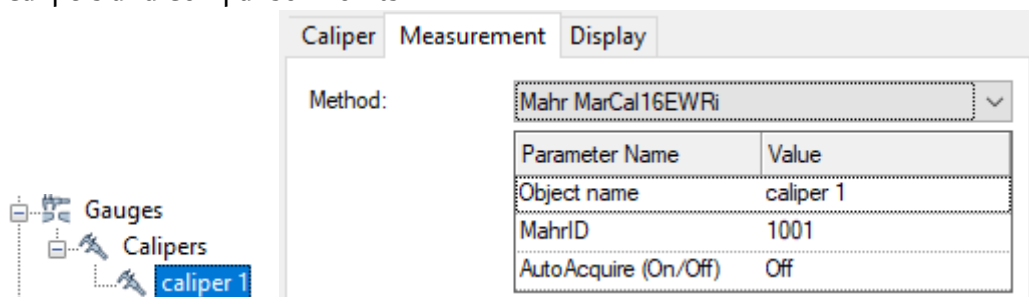 Caliper Measurement Display
Method: Mahr MarCal16EWRi
Parameter Name Value
Object name caliper 1
MahrID 1001
AutoAcquire (On/Off) Off
Gauges
Calipers
caliper 1